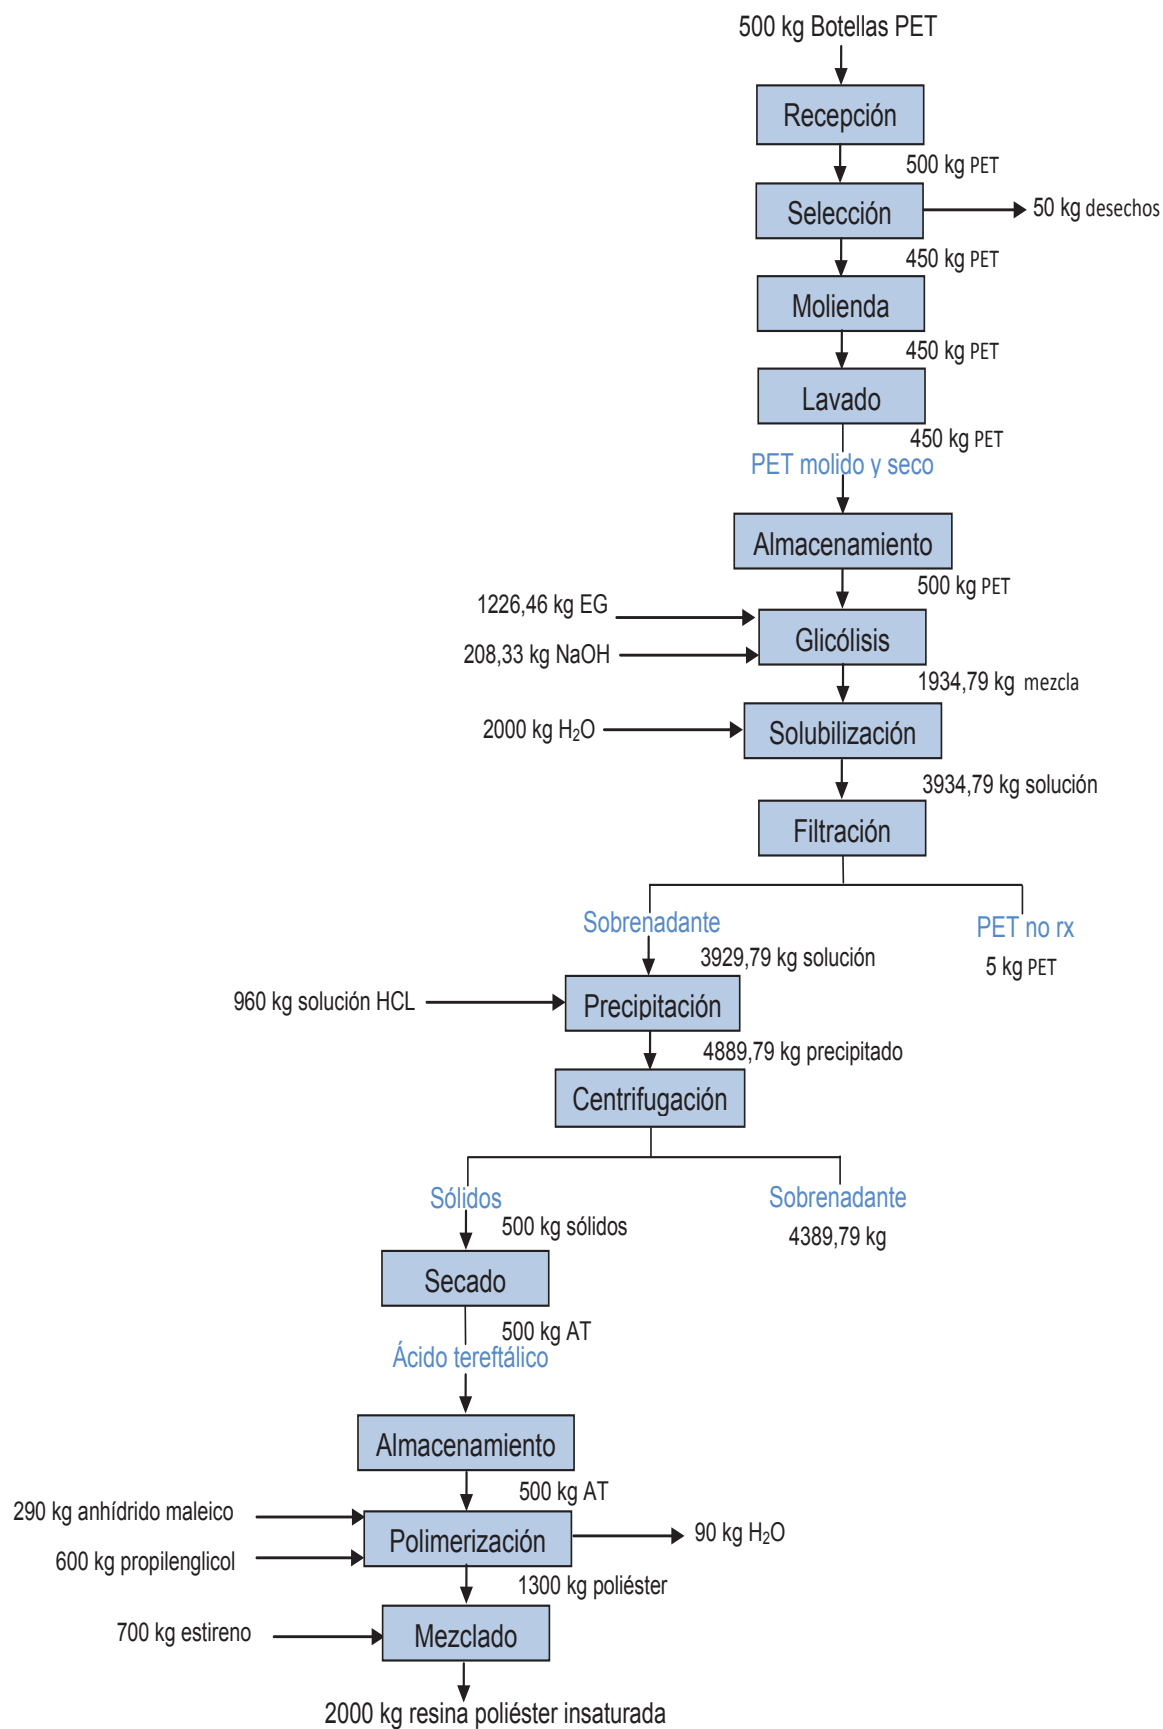 500 kg Botellas PET
Recepción
500 kg PET
Selección
50 kg desechos
450 kg PET
Molienda
450 kg PET
Lavado
450 kg PET
PET molido y seco
Almacenamiento
500 kg PET
1226,46 kg EG
Glicólisis
208,33 kg NaOH
1934,79 kg mezcla
2000 kg H₂O
Solubilización
3934,79 kg solución
Filtración
Sobrenadante
PET no rx
3929,79 kg solución
5 kg PET
960 kg solución HCL
Precipitación
4889,79 kg precipitado
Centrifugación
Sólidos
Sobrenadante
500 kg sólidos
4389,79 kg
Secado
500 kg AT
Ácido tereftálico
Almacenamiento
500 kg AT
290 kg anhídrido maleico
Polimerización
90 kg H₂O
600 kg propilenglicol
1300 kg poliéster
700 kg estireno
Mezclado
2000 kg resina poliéster insaturada